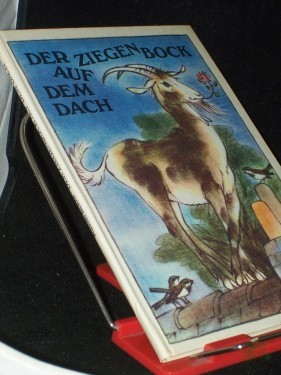 DER ZIEGENBOCK
AUF
DEM
DACH